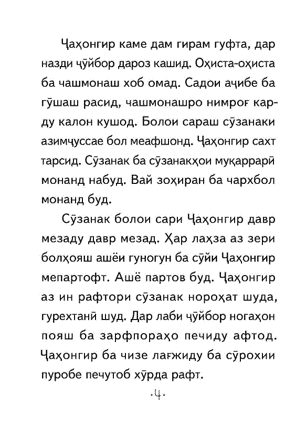 Ҷаҳонгир каме дам гирам гуфта, дар
назди ҷӯйбор дароз кашид. Оҳиста-оҳиста
ба чашмонаш хоб омад. Садои аҷибе ба
гӯшаш расид, чашмонашро нимроғ кар-
ду калон кушод. Болои сараш сӯзанаки
азимҷуссае бол меафшонд. Ҷаҳонгир сахт
тарсид. Сӯзанак ба сӯзанакҳои муқаррарӣ
монанд набуд. Вай зоҳиран ба чархбол
монанд буд.
Сӯзанак болои сари Ҷаҳонгир давр
мезаду давр мезад. Ҳар лаҳза аз зери
болҳояш ашёи гуногун ба сӯйи Ҷаҳонгир
мепартофт. Ашё партов буд. Ҷаҳонгир
аз ин рафтори сӯзанак нороҳат шуда,
гурехтанӣ шуд. Дар лаби ҷӯйбор ногаҳон
пояш ба зарфпораҳо печиду афтод.
Ҷаҳонгир ба чизе лағжиду ба сӯрохии
пуробе печутоб хӯрда рафт.
·4·